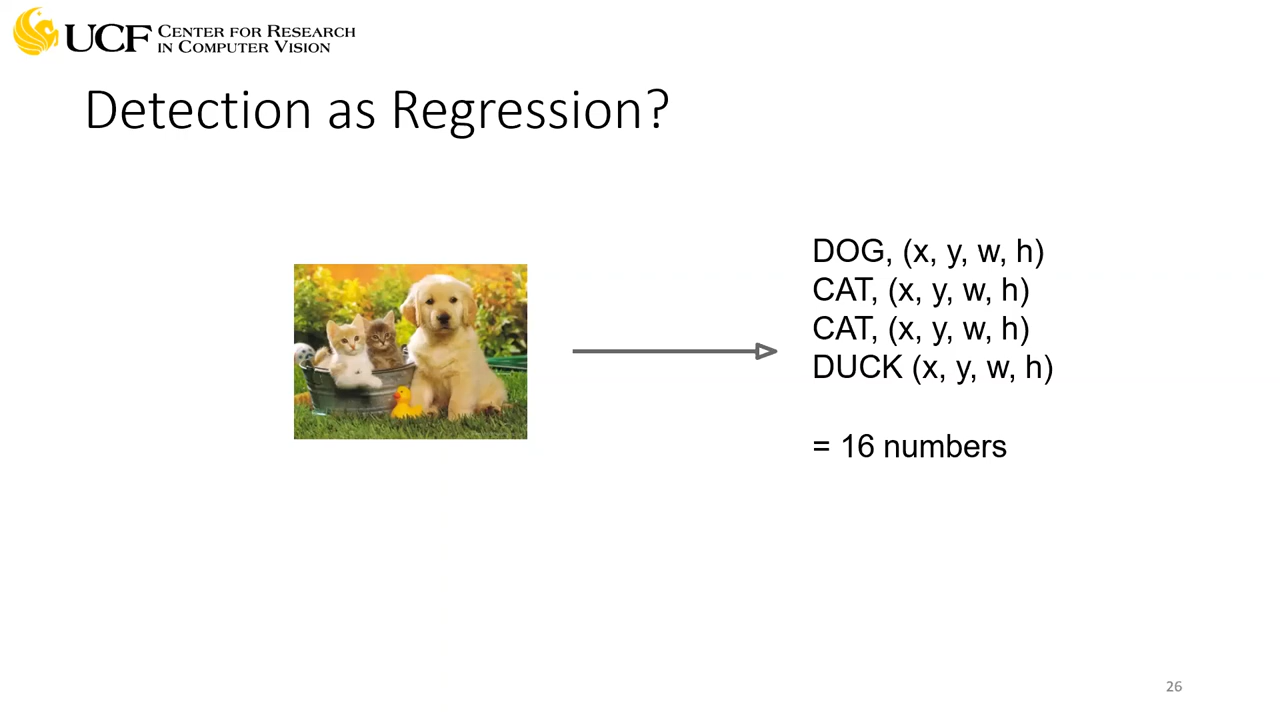 UCF CENTER FOR RESEARCH
IN COMPUTER VISION
Detection as Regression?
DOG, (x, y, w, h)
CAT, (x, y, w, h)
CAT, (x, y, w, h)
DUCK (x, y, w, h)
= 16 numbers
26